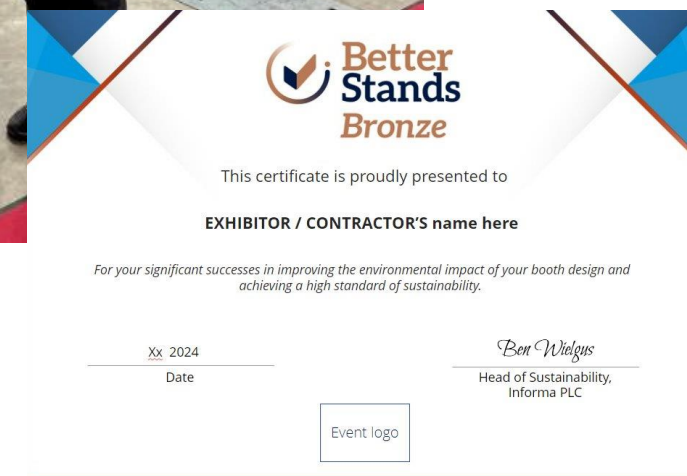 Better
Stands
Bronze
This certificate is proudly presented to
EXHIBITOR / CONTRACTOR’S name here
For your significant successes in improving the environmental impact of your booth design and
achieving a high standard of sustainability.
Xx 2024
Date
Ben Wielgus
Head of Sustainability,
Informa PLC
Event logo